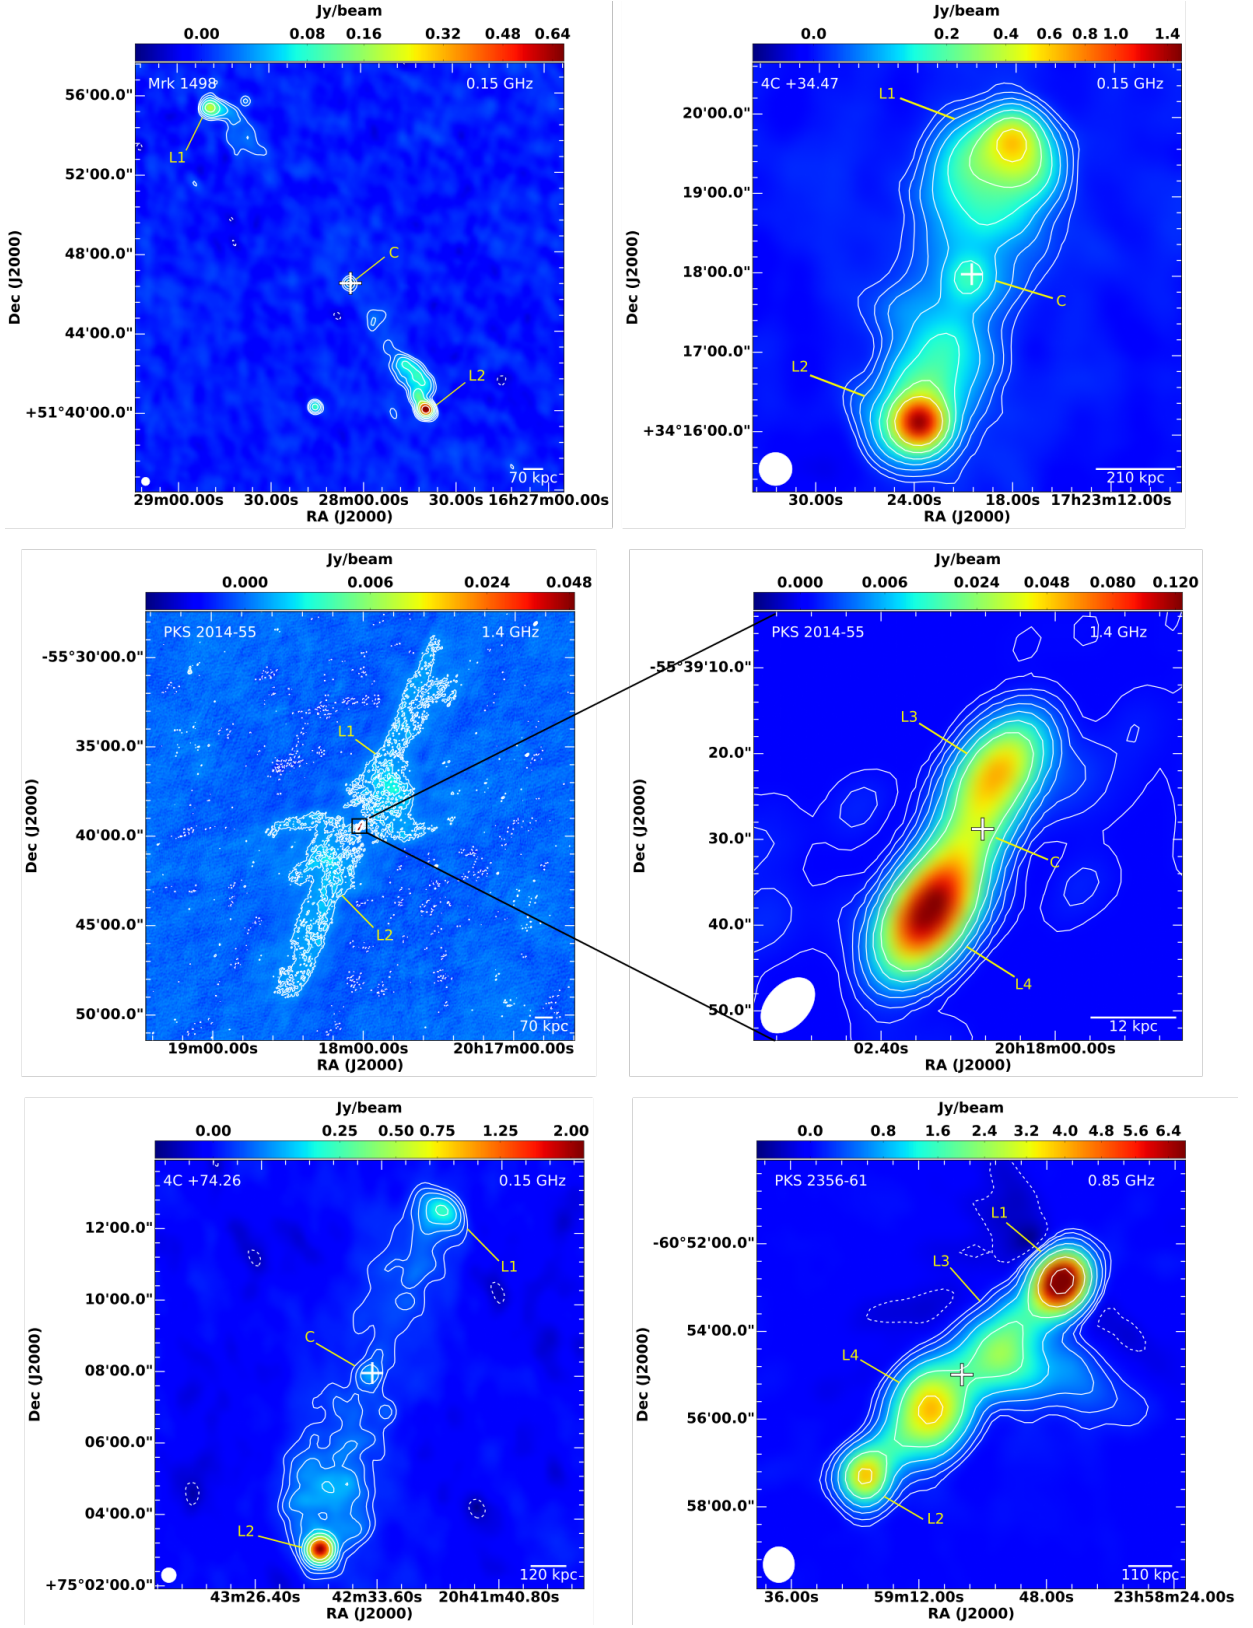 Jy/beam
0.00 0.08 0.16 0.32 0.48 0.64
Mrk 1498 0.15 GHz
56'00.0"
L1
52'00.0"
48'00.0"
C
44'00.0"
L2
+51°40'00.0"
70 kpc
29m00.00s 30.00s 28m00.00s 30.00s 16h27m00.00s
RA (J2000)
Dec (J2000)
Jy/beam
0.0 0.2 0.4 0.6 0.8 1.0 1.4
4C +34.47 0.15 GHz
L1
20'00.0"
19'00.0"
18'00.0"
C
17'00.0"
L2
+34°16'00.0"
210 kpc
30.00s 24.00s 18.00s 17h23m12.00s
RA (J2000)
Dec (J2000)
Jy/beam
0.000 0.006 0.024 0.048
PKS 2014-55 1.4 GHz
-55°30'00.0"
L1
35'00.0"
40'00.0"
45'00.0"
L2
50'00.0"
70 kpc
19m00.00s 18m00.00s 20h17m00.00s
RA (J2000)
Dec (J2000)
Jy/beam
0.000 0.006 0.024 0.048 0.080 0.120
PKS 2014-55 1.4 GHz
-55°39'10.0"
L3
20.0"
30.0"
C
40.0"
L4
50.0"
12 kpc
02.40s 20h18m00.00s
RA (J2000)
Dec (J2000)
Jy/beam
0.00 0.25 0.50 0.75 1.25 2.00
4C +74.26 0.15 GHz
12'00.0"
L1
10'00.0"
C
08'00.0"
06'00.0"
04'00.0"
L2
+75°02'00.0"
120 kpc
43m26.40s 42m33.60s 20h41m40.80s
RA (J2000)
Dec (J2000)
Jy/beam
0.0 0.8 1.6 2.4 3.2 4.0 4.8 5.6 6.4
PKS 2356-61 0.85 GHz
L1
-60°52'00.0"
L3
54'00.0"
L4
56'00.0"
58'00.0"
L2
110 kpc
36.00s 59m12.00s 48.00s 23h58m24.00s
RA (J2000)
Dec (J2000)